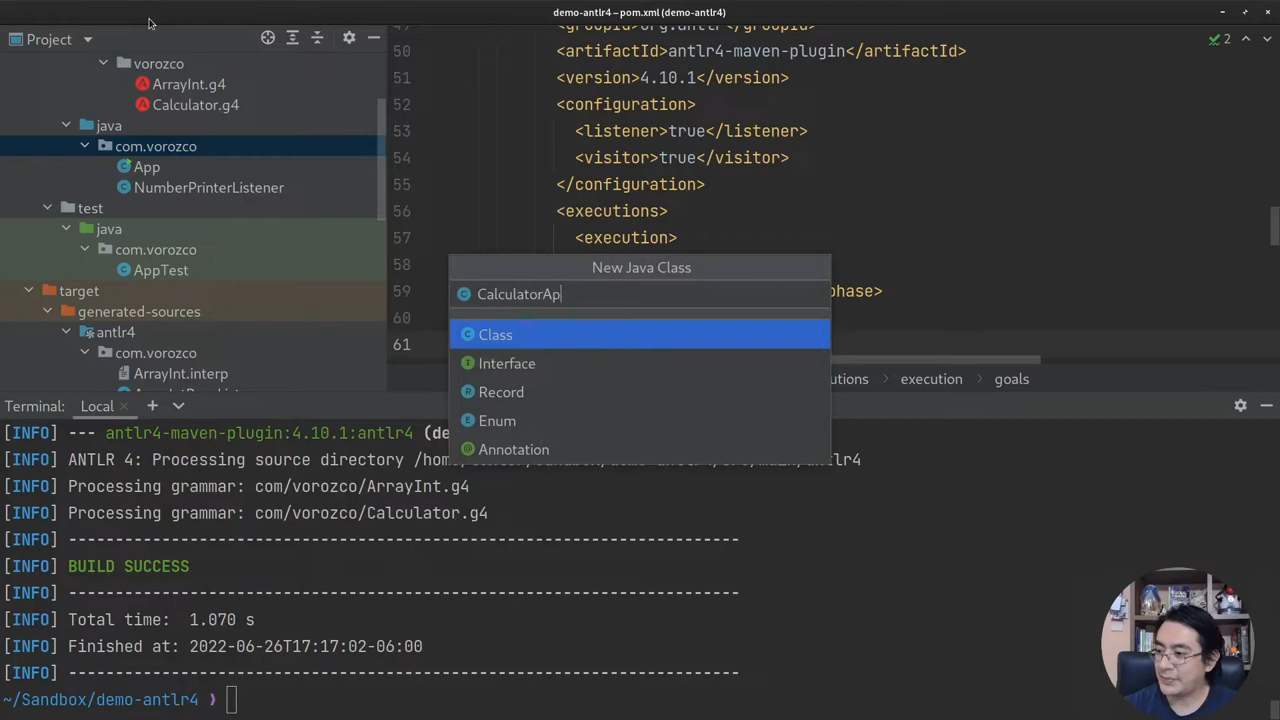 demo-antlr4 – pom.xml (demo-antlr4)
Project
vorozco
ArrayInt.g4
Calculator.g4
java
com.vorozco
App
NumberPrinterListener
test
java
com.vorozco
AppTest
target
generated-sources
antlr4
com.vorozco
ArrayInt.interp
50 <artifactId>antlr4-maven-plugin</artifactId>
51 <version>4.10.1</version>
52 <configuration>
53 <listener>true</listener>
54 <visitor>true</visitor>
55 </configuration>
56 <executions>
57 <execution>
58
59 phase>
60
61
2
New Java Class
CalculatorAp
Class
Interface
Record
Enum
Annotation
utions execution goals
Terminal: Local
[INFO] --- antlr4-maven-plugin:4.10.1:antlr4 (de
[INFO] ANTLR 4: Processing source directory /home
antlr4
[INFO] Processing grammar: com/vorozco/ArrayInt.g4
[INFO] Processing grammar: com/vorozco/Calculator.g4
[INFO] ------------------------------------------------------------------------
[INFO] BUILD SUCCESS
[INFO] ------------------------------------------------------------------------
[INFO] Total time:  1.070 s
[INFO] Finished at: 2022-06-26T17:17:02-06:00
[INFO] ------------------------------------------------------------------------
~/Sandbox/demo-antlr4 ❯